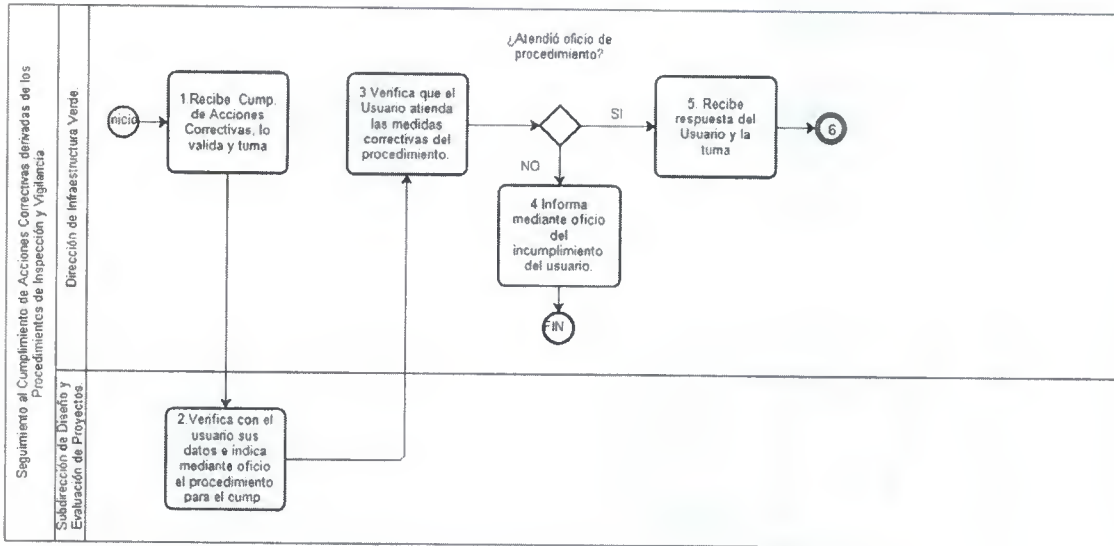 Seguimiento al Cumplimiento de Acciones Correctivas derivadas de los
Procedimientos de Inspección y Vigilancia
Dirección de Infraestructura Verde.
nicio
1.Recibe Cump.
de Acciones
Correctivas, lo
valida y turna
3 Verifica que el
Usuario atienda
las medidas
correctivas del
procedimiento.
¿Atendió oficio de
procedimiento?
SI
NO
5. Recibe
respuesta del
Usuario y la
turna
6
4 Informa
mediante oficio
del
incumplimiento
del usuario.
FIN
Subdirección de Diseño y
Evaluación de Proyectos.
2.Verifica con el
usuario sus
datos e indica
mediante oficio
el procedimiento
para el cump